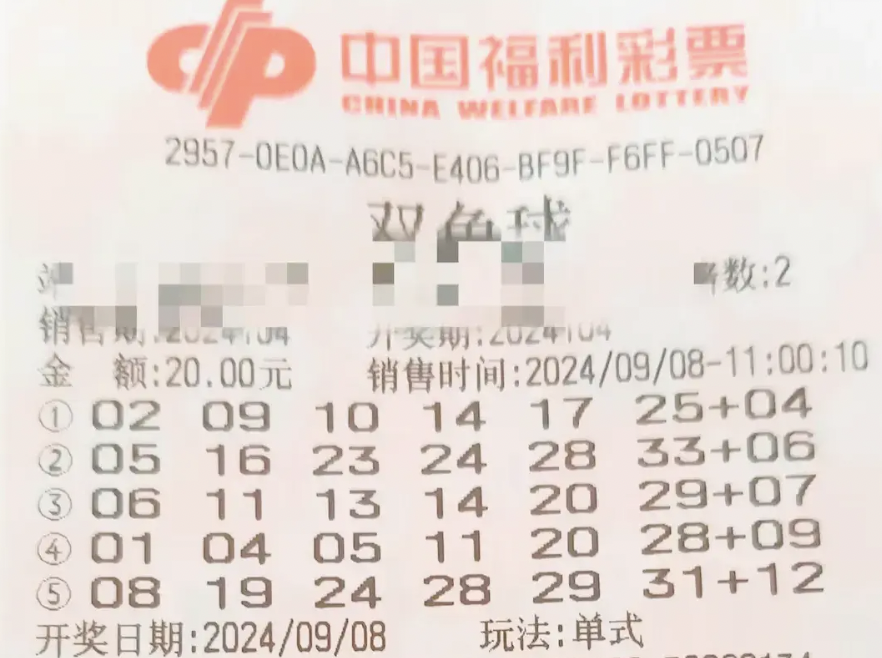 中国福利彩票
CHINA WELFARE LOTTERY
2957-0E0A-A6C5-E406-BF9F-F6FF-0507
双色球
数:2
销售期:2024104 开奖期:2024104
金 额:20.00元 销售时间:2024/09/08-11:00:10
① 02 09 10 14 17 25+04
② 05 16 23 24 28 33+06
③ 06 11 13 14 20 29+07
④ 01 04 05 11 20 28+09
⑤ 08 19 24 28 29 31+12
开奖日期:2024/09/08 玩法:单式